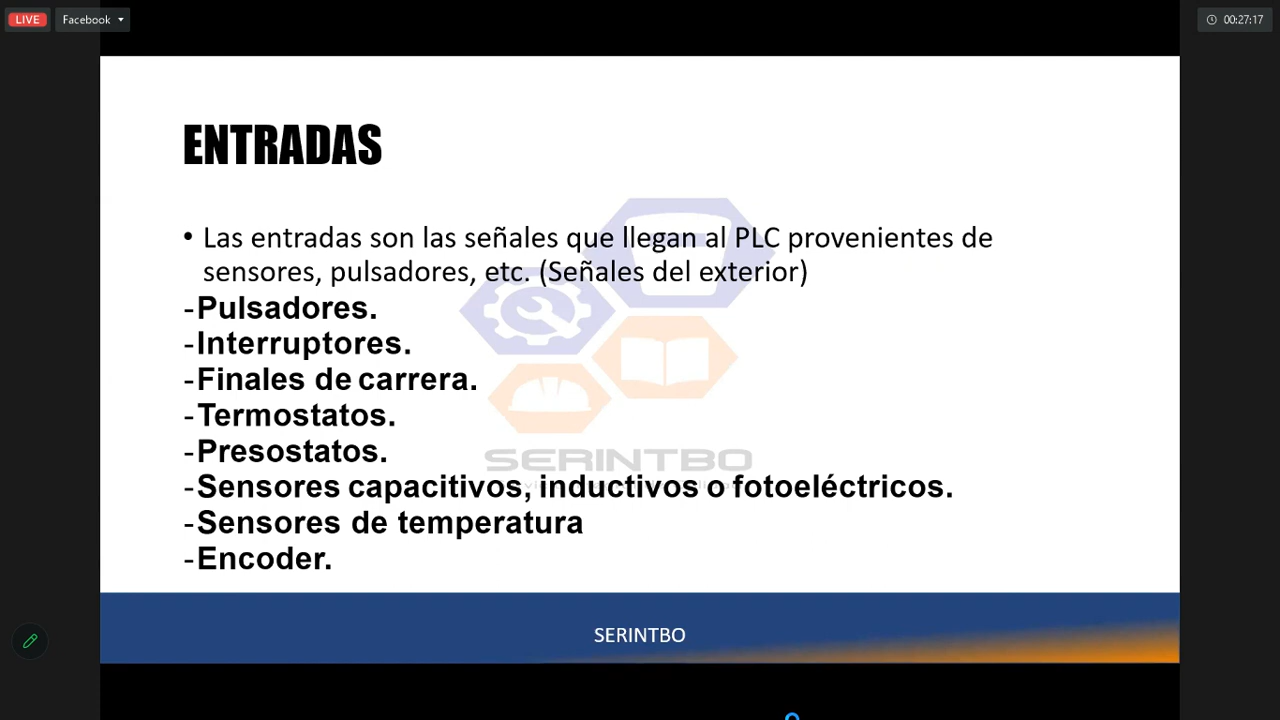 LIVE
Facebook
00:27:17
ENTRADAS
• Las entradas son las señales que llegan al PLC provenientes de
sensores, pulsadores, etc. (Señales del exterior)
-Pulsadores.
-Interruptores.
-Finales de carrera.
-Termostatos.
-Presostatos.
SERINTBO
-Sensores capacitivos, inductivos o fotoeléctricos.
-Sensores de temperatura
-Encoder.
SERINTBO